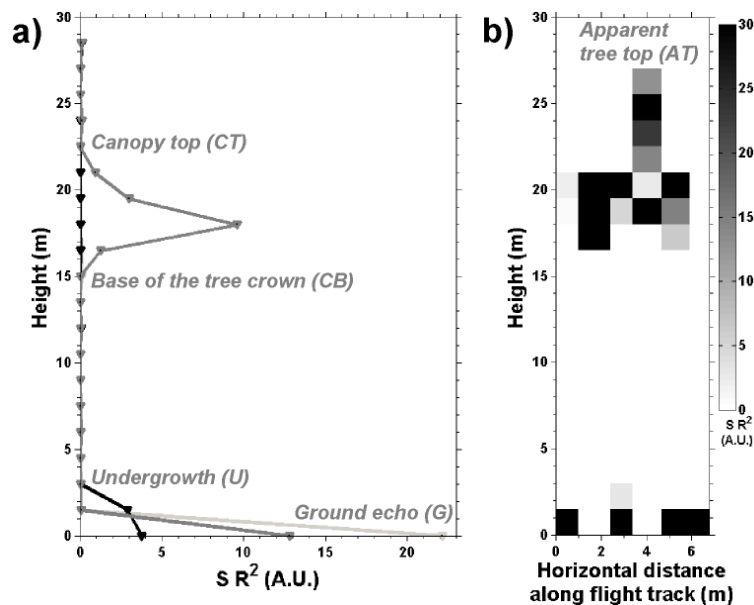 a)
30
25
20
15
10
5
0
Height (m)
Canopy top (CT)
Base of the tree crown (CB)
Undergrowth (U)
Ground echo (G)
0 5 10 15 20
S R² (A.U.)
b)
30
25
20
15
10
5
0
Height (m)
Apparent
tree top (AT)
0 2 4 6
Horizontal distance
along flight track (m)
30
25
20
15
10
5
0
S R²
(A.U.)